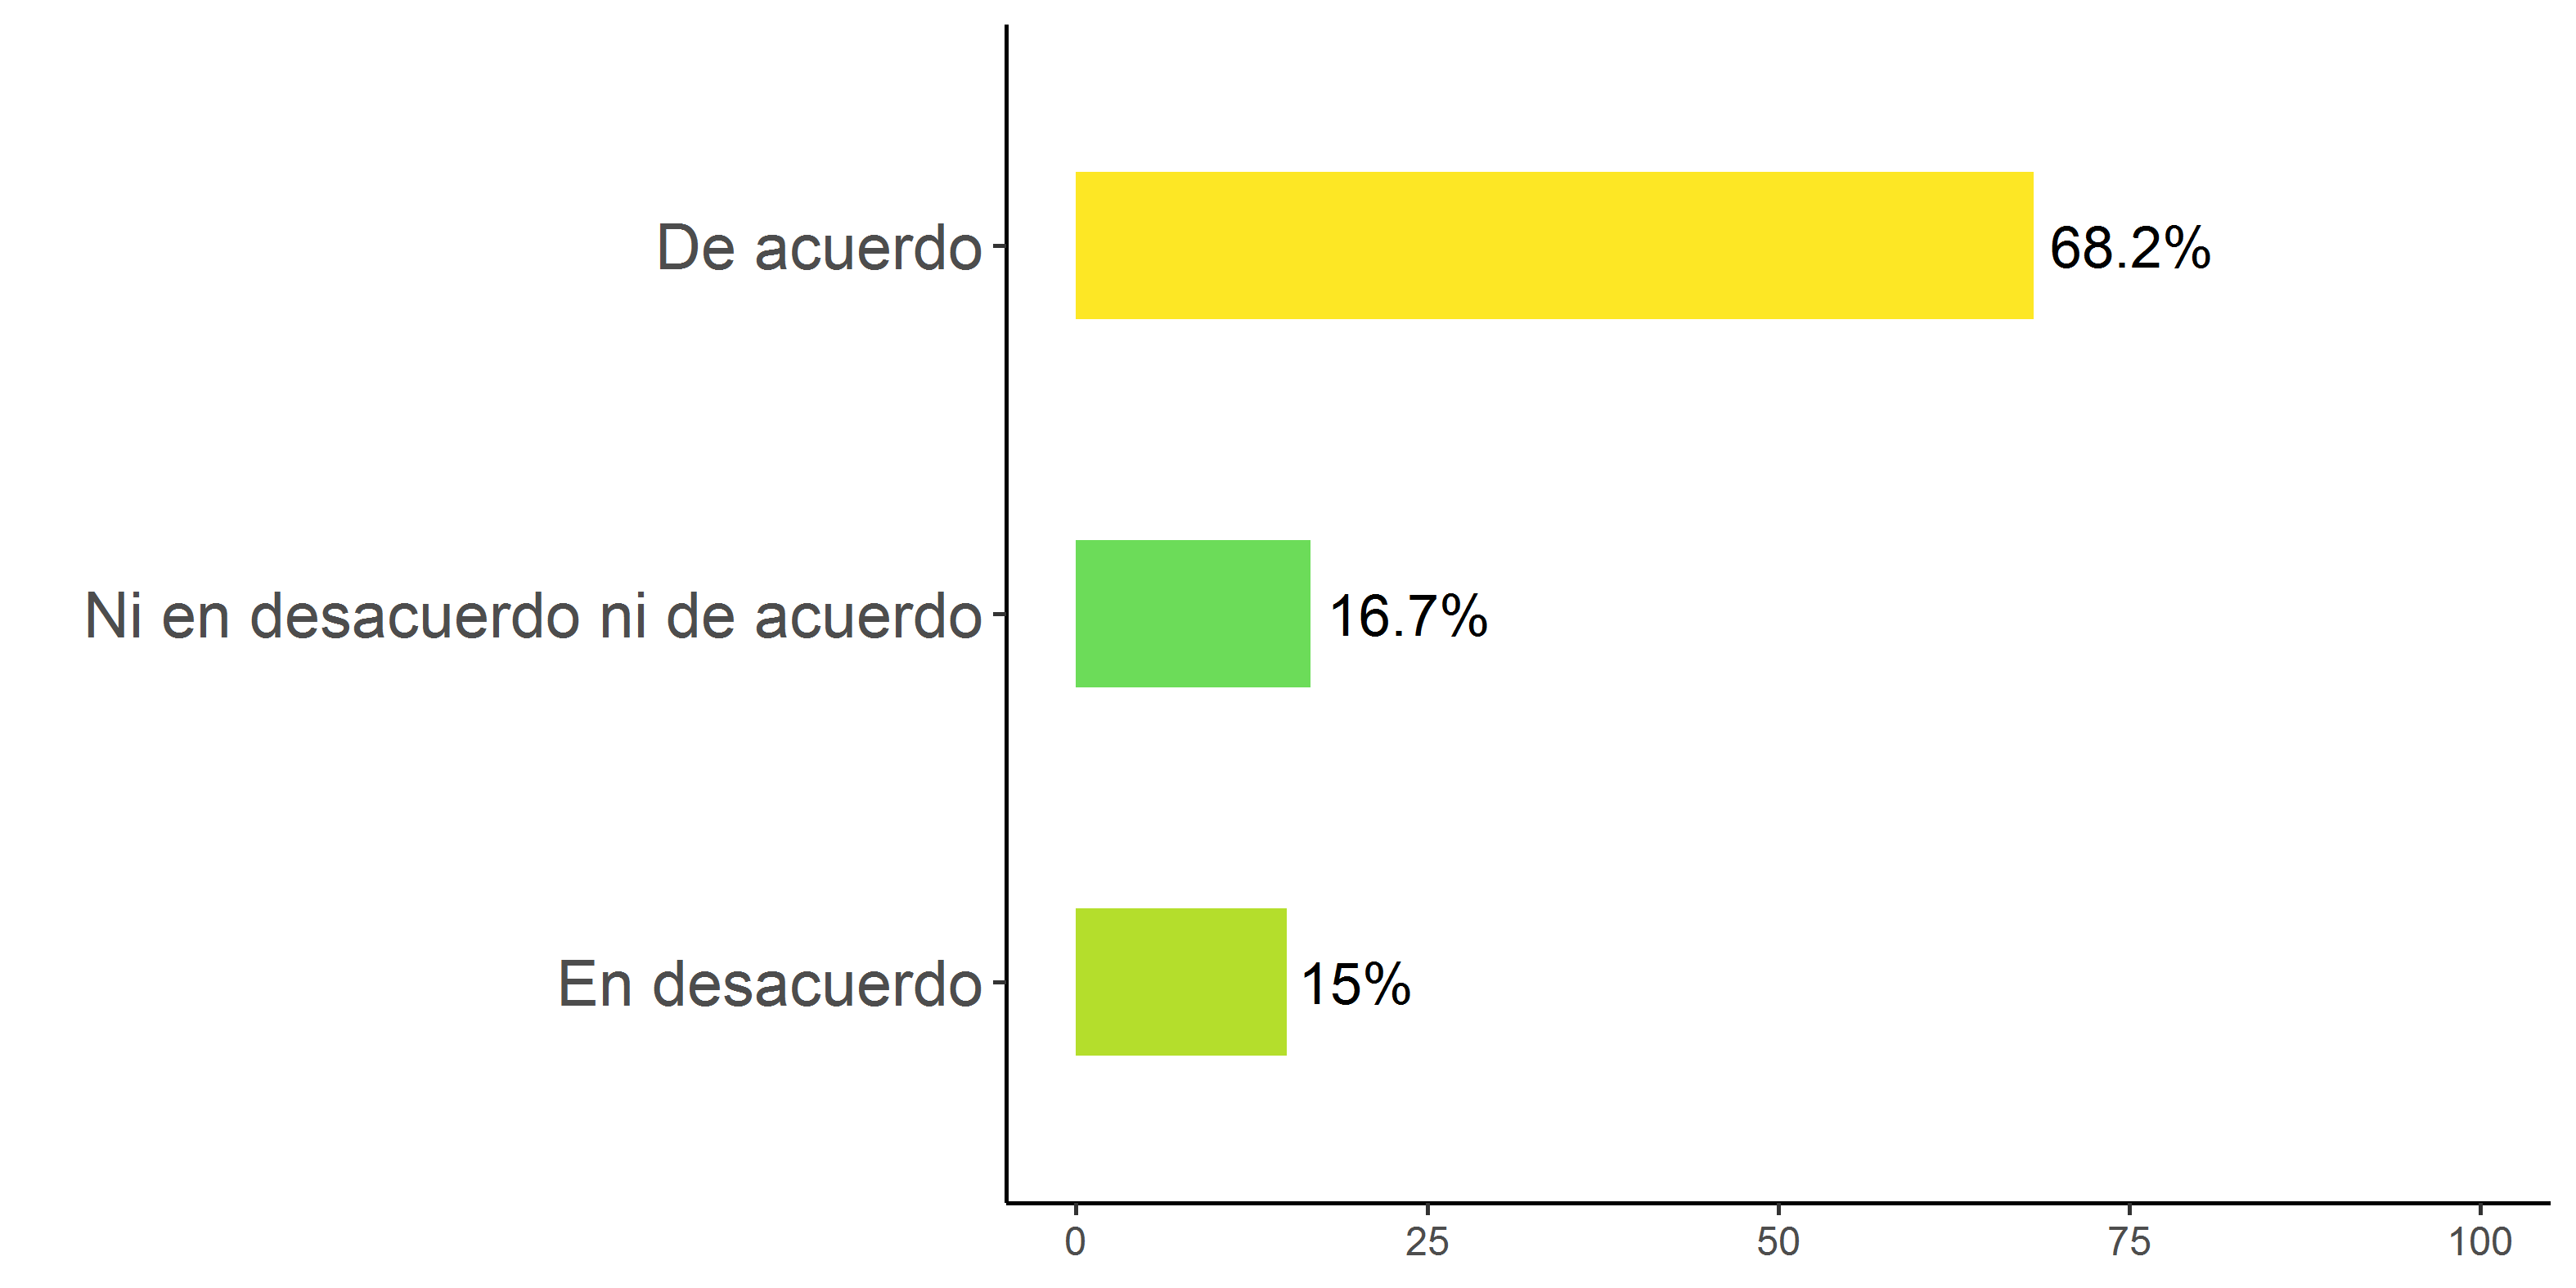 De acuerdo
68.2%
Ni en desacuerdo ni de acuerdo
16.7%
En desacuerdo
15%
0 25 50 75 100